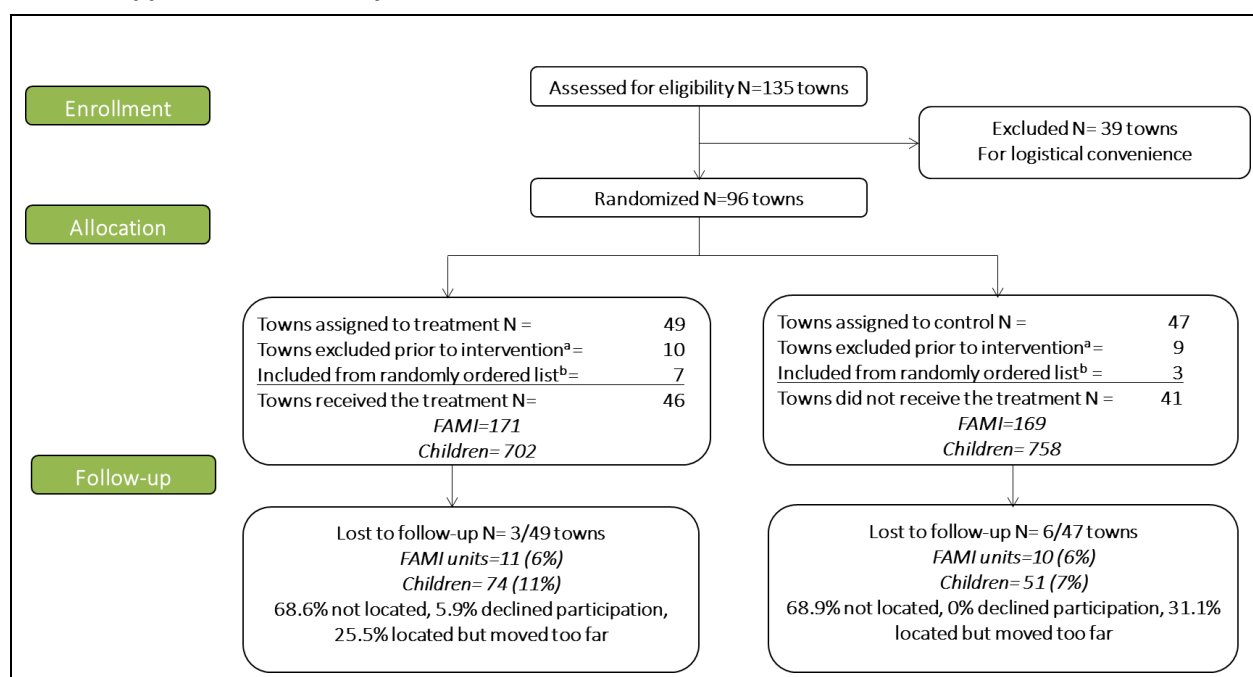 Enrollment
Assessed for eligibility N=135 towns
Excluded N= 39 towns
For logistical convenience
Randomized N=96 towns
Allocation
Towns assigned to treatment N = 49
Towns excluded prior to interventionᵃ= 10
Included from randomly ordered listᵇ= 7
Towns received the treatment N= 46
FAMI=171
Children= 702
Towns assigned to control N = 47
Towns excluded prior to interventionᵃ= 9
Included from randomly ordered listᵇ = 3
Towns did not receive the treatment N = 41
FAMI=169
Children= 758
Follow-up
Lost to follow-up N= 3/49 towns
FAMI units=11 (6%)
Children= 74 (11%)
68.6% not located, 5.9% declined participation,
25.5% located but moved too far
Lost to follow-up N= 6/47 towns
FAMI units=10 (6%)
Children= 51 (7%)
68.9% not located, 0% declined participation, 31.1%
located but moved too far